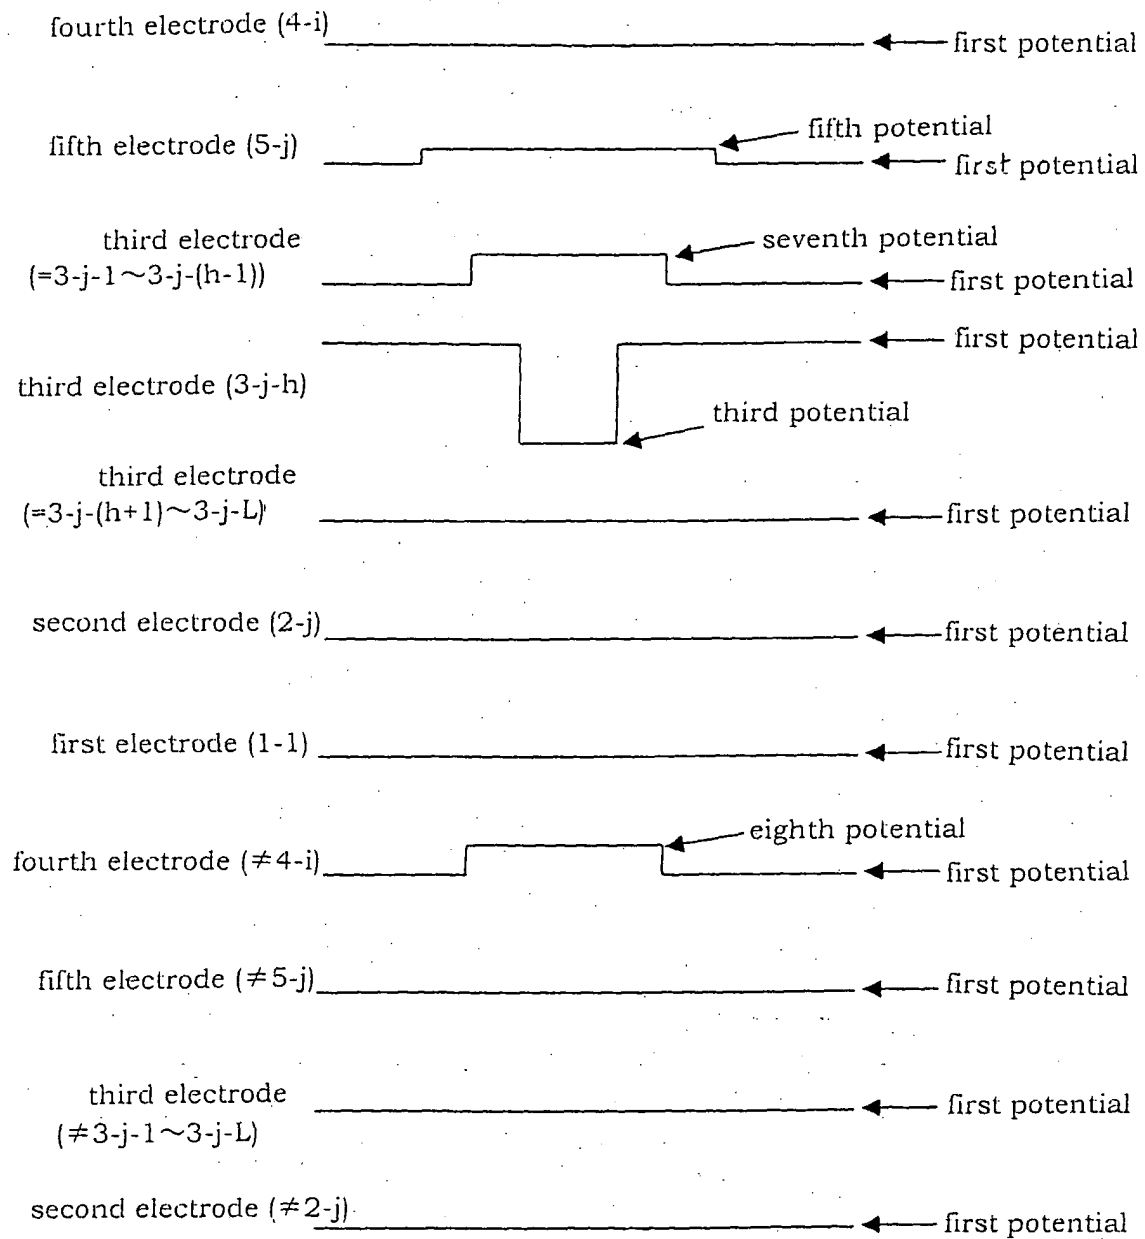 fourth electrode (4-i)
first potential
fifth electrode (5-j)
fifth potential
first potential
third electrode
(=3-j-1~3-j-(h-1))
seventh potential
first potential
first potential
third electrode (3-j-h)
third potential
third electrode
(=3-j-(h+1)~3-j-L)
first potential
second electrode (2-j)
first potential
first electrode (1-1)
first potential
eighth potential
fourth electrode (≠4-i)
first potential
fifth electrode (≠5-j)
first potential
third electrode
(≠3-j-1~3-j-L)
first potential
second electrode (≠2-j)
first potential